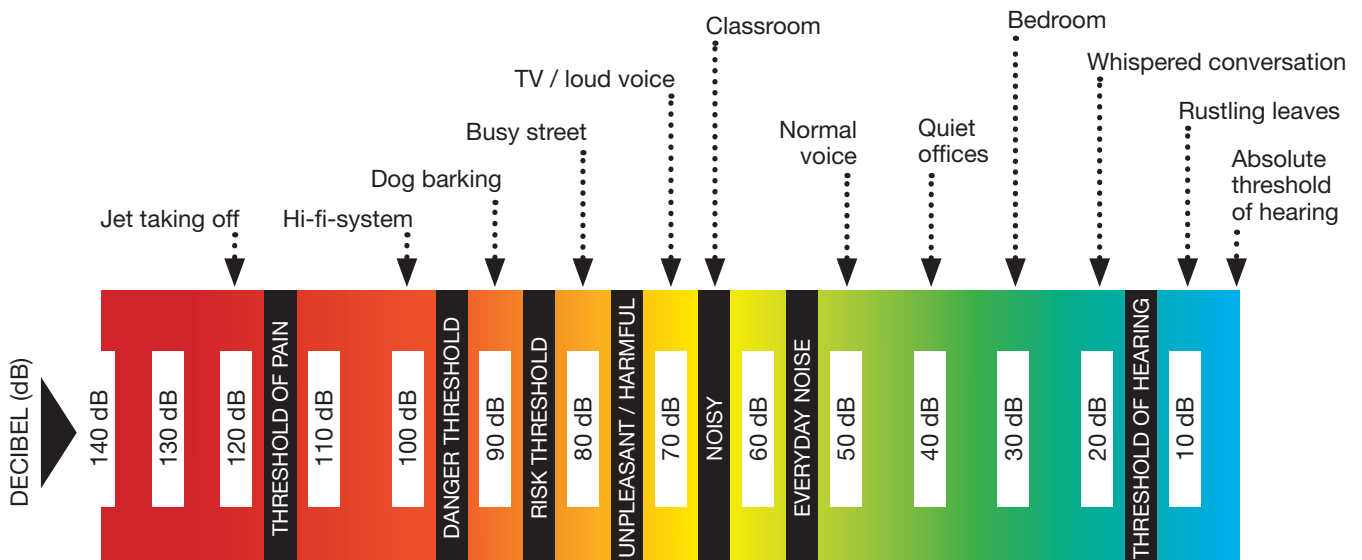 Classroom
Bedroom
TV / loud voice
Whispered conversation
Busy street
Normal
voice
Quiet
offices
Rustling leaves
Dog barking
Absolute
threshold
of hearing
Jet taking off
Hi-fi-system
DECIBEL (dB)
140 dB
130 dB
120 dB
THRESHOLD OF PAIN
110 dB
100 dB
DANGER THRESHOLD
90 dB
RISK THRESHOLD
80 dB
UNPLEASANT / HARMFUL
70 dB
NOISY
60 dB
EVERYDAY NOISE
50 dB
40 dB
30 dB
20 dB
THRESHOLD OF HEARING
10 dB